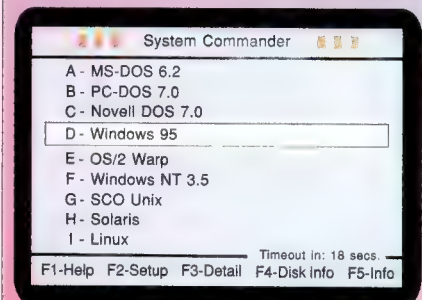 System Commander
A - MS-DOS 6.2
B - PC-DOS 7.0
C - Novell DOS 7.0
D - Windows 95
E - OS/2 Warp
F - Windows NT 3.5
G - SCO Unix
H - Solaris
I - Linux
Timeout in: 18 secs.
F1-Help F2-Setup F3-Detail F4-Disk info F5-Info